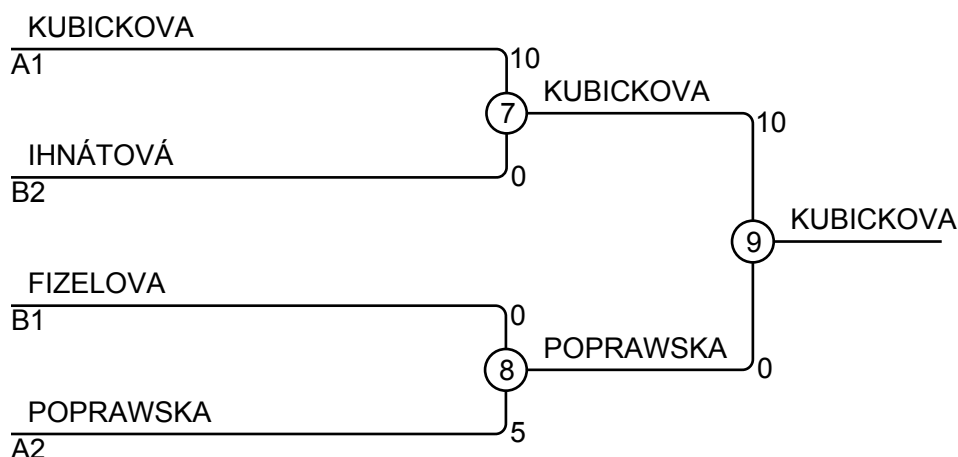 KUBICKOVA
A1
10
7
KUBICKOVA
IHNÁTOVÁ
B2
0
10
9
KUBICKOVA
FIZELOVA
B1
0
8
POPRAWSKA
0
POPRAWSKA
A2
5